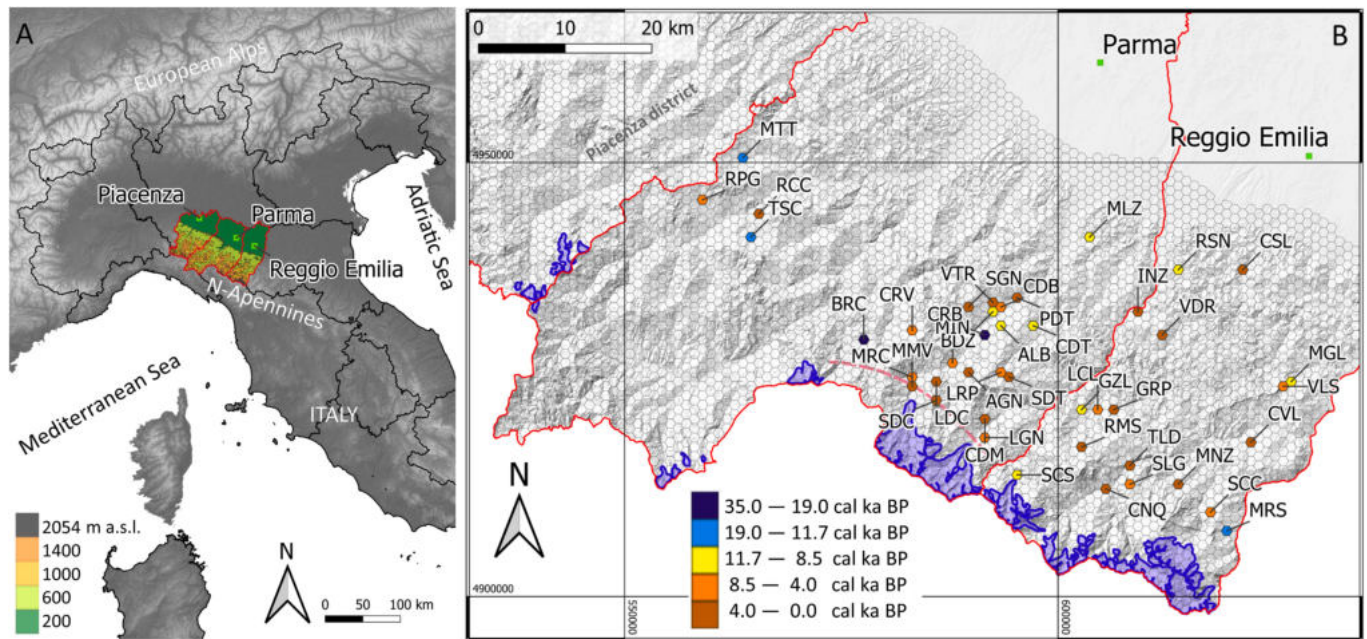 A
European Alps
Piacenza
Parma
Adriatic Sea
Reggio Emilia
N-Apennines
Mediterranean Sea
ITALY
2054 m a.s.l.
1400
1000
600
200
N
0 50 100 km
0 10 20 km
B
Parma
Piacenza district
Reggio Emilia
4950000
MTT
RPG
RCC
TSC
MLZ
RSN
CSL
INZ
VDR
VTR
SGN
CDB
CRV
CRB
BRC
MIN
PDT
BDZ
CDT
ALB
MRC
MMV
MGL
LCL
GZL
GRP
VLS
LRP
AGN
SDT
SDC
LDC
RMS
CVL
LGN
TLD
CDM
SCS
SLG
MNZ
SCC
CNQ
MRS
N
35.0 — 19.0 cal ka BP
19.0 — 11.7 cal ka BP
11.7 — 8.5 cal ka BP
8.5 — 4.0 cal ka BP
4.0 — 0.0 cal ka BP
4900000
550000
600000